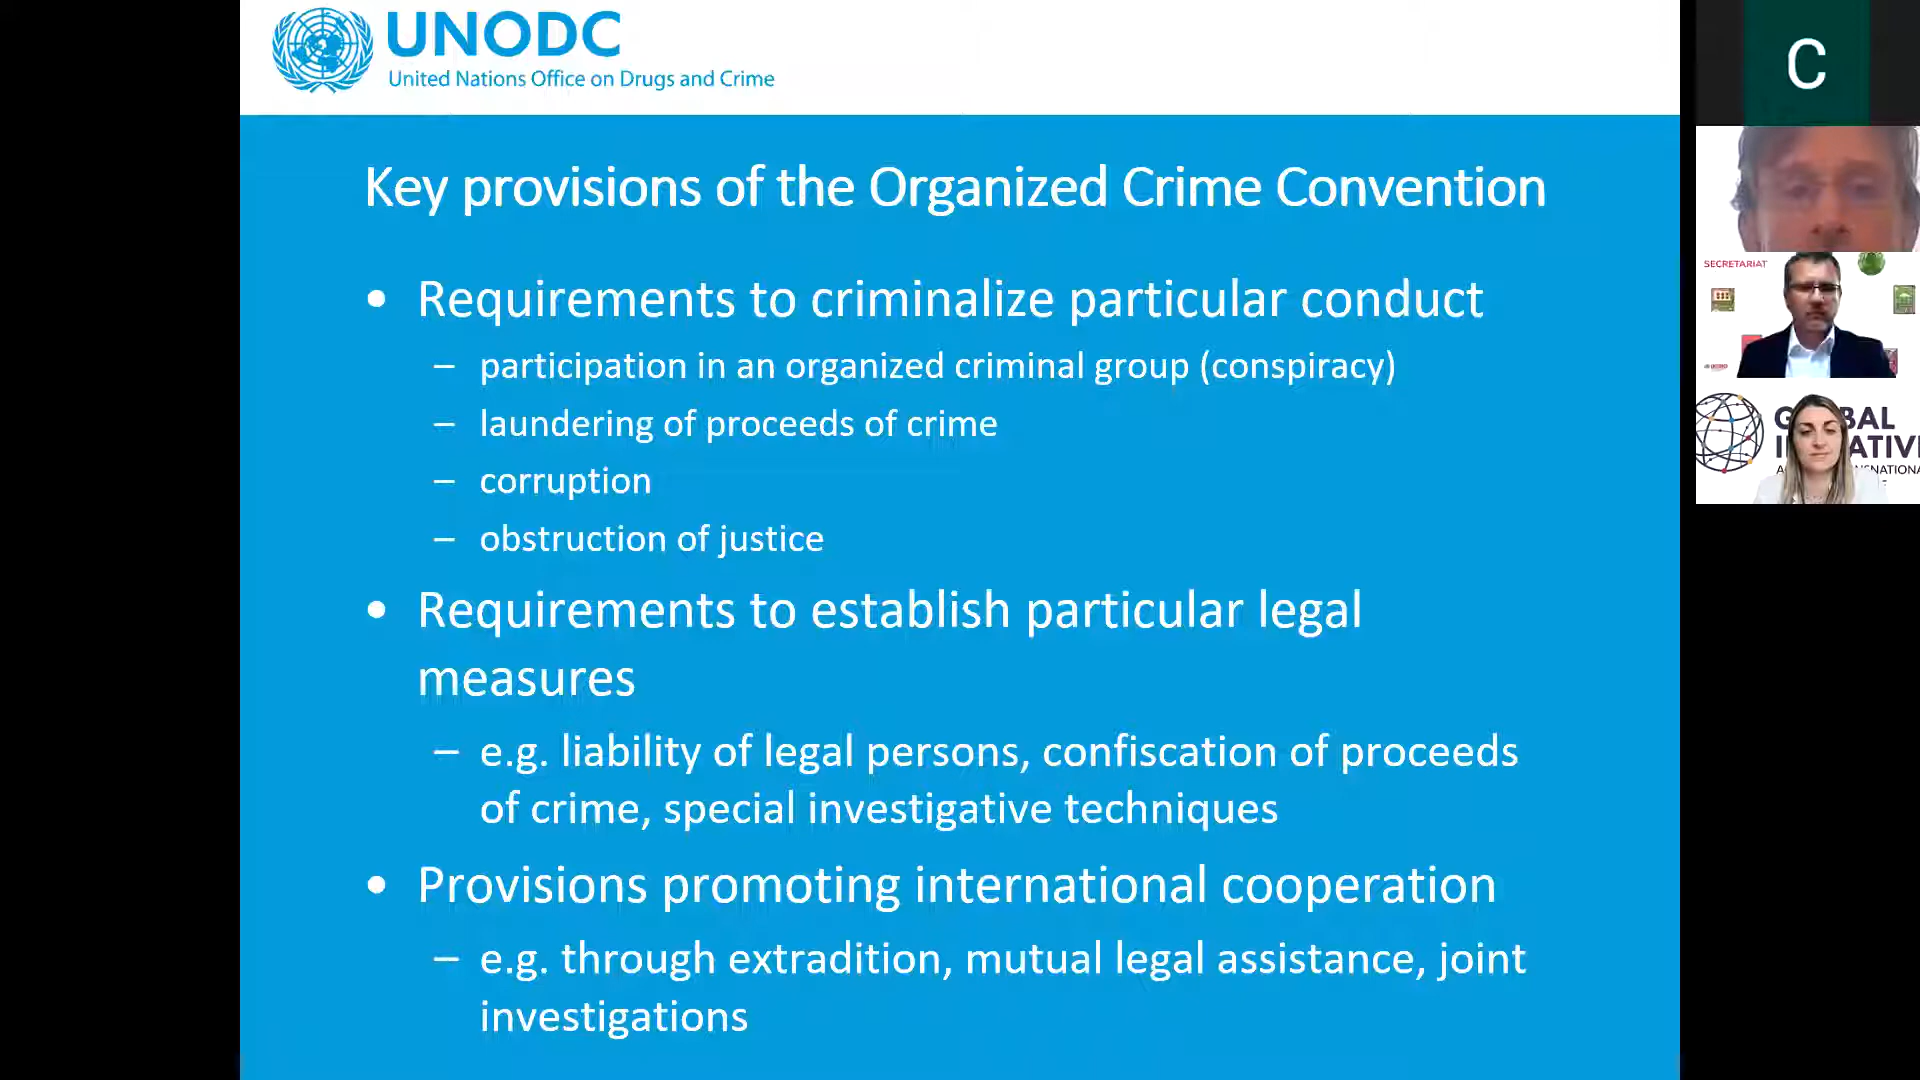 UNODC
United Nations Office on Drugs and Crime
Key provisions of the Organized Crime Convention
• Requirements to criminalize particular conduct
– participation in an organized criminal group (conspiracy)
– laundering of proceeds of crime
– corruption
– obstruction of justice
• Requirements to establish particular legal
measures
– e.g. liability of legal persons, confiscation of proceeds
of crime, special investigative techniques
• Provisions promoting international cooperation
– e.g. through extradition, mutual legal assistance, joint
investigations
C
SECRETARIAT